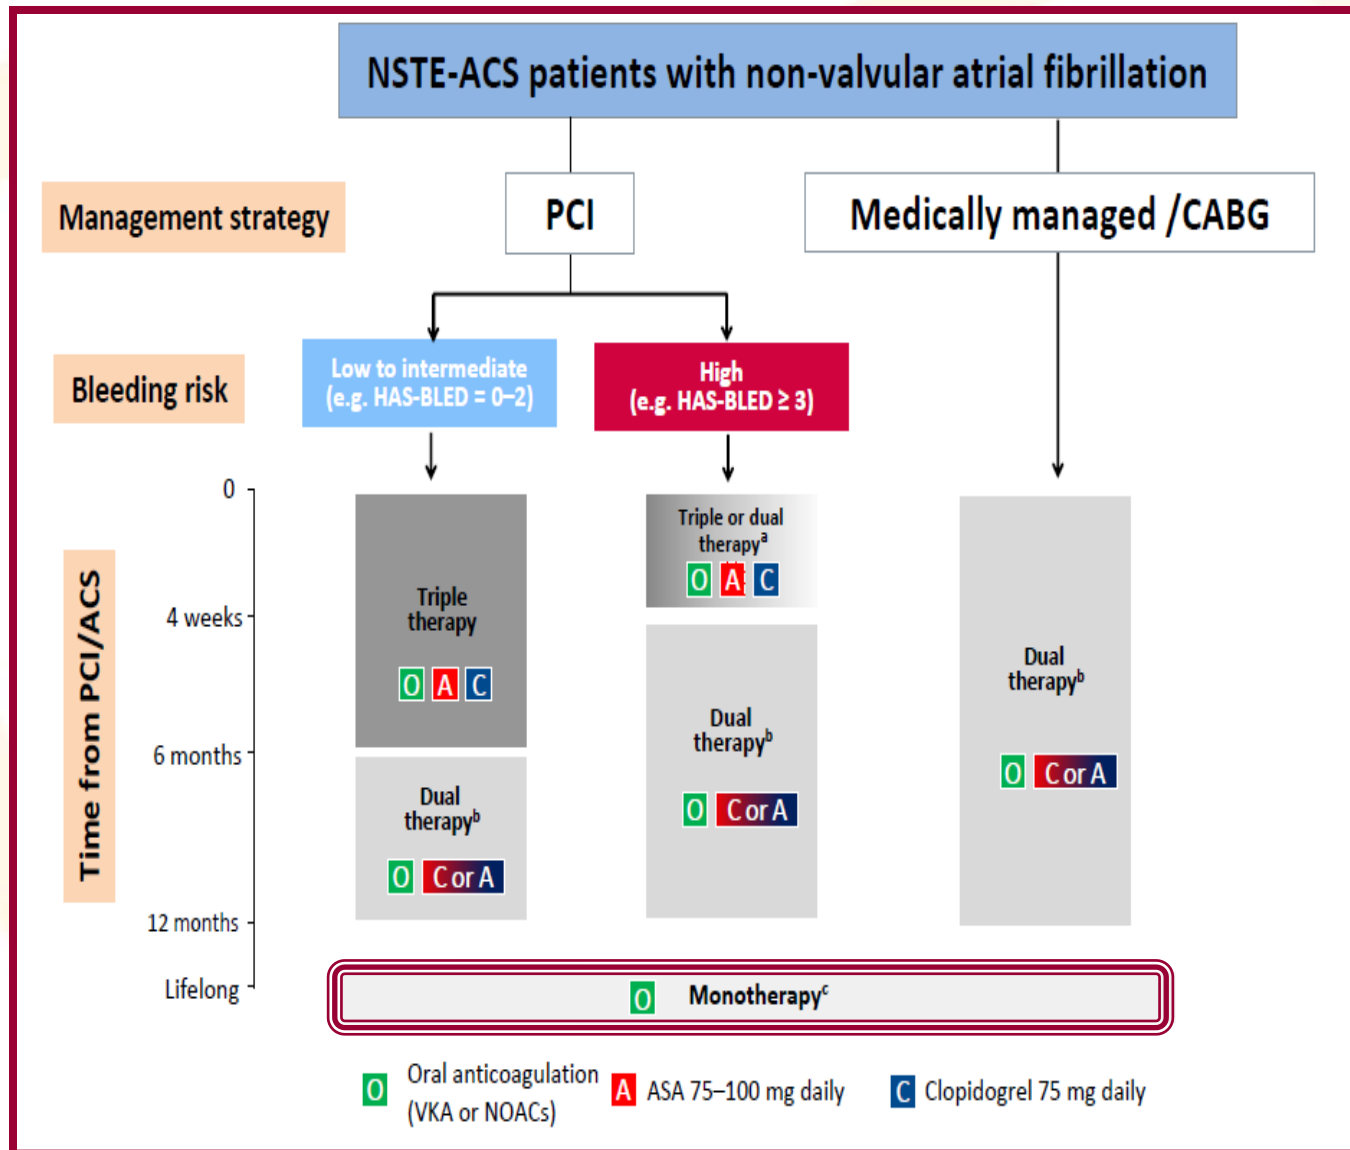 NSTE-ACS patients with non-valvular atrial fibrillation
Management strategy
PCI
Medically managed /CABG
Bleeding risk
Low to intermediate
(e.g. HAS-BLED = 0–2)
High
(e.g. HAS-BLED ≥ 3)
Time from PCI/ACS
0
4 weeks
6 months
12 months
Lifelong
Triple
therapy
O A C
Dual
therapyᵇ
O C or A
Triple or dual
therapyᵃ
O A C
Dual
therapyᵇ
O C or A
Dual
therapyᵇ
O C or A
O Monotherapyᶜ
O Oral anticoagulation
(VKA or NOACs)
A ASA 75–100 mg daily
C Clopidogrel 75 mg daily